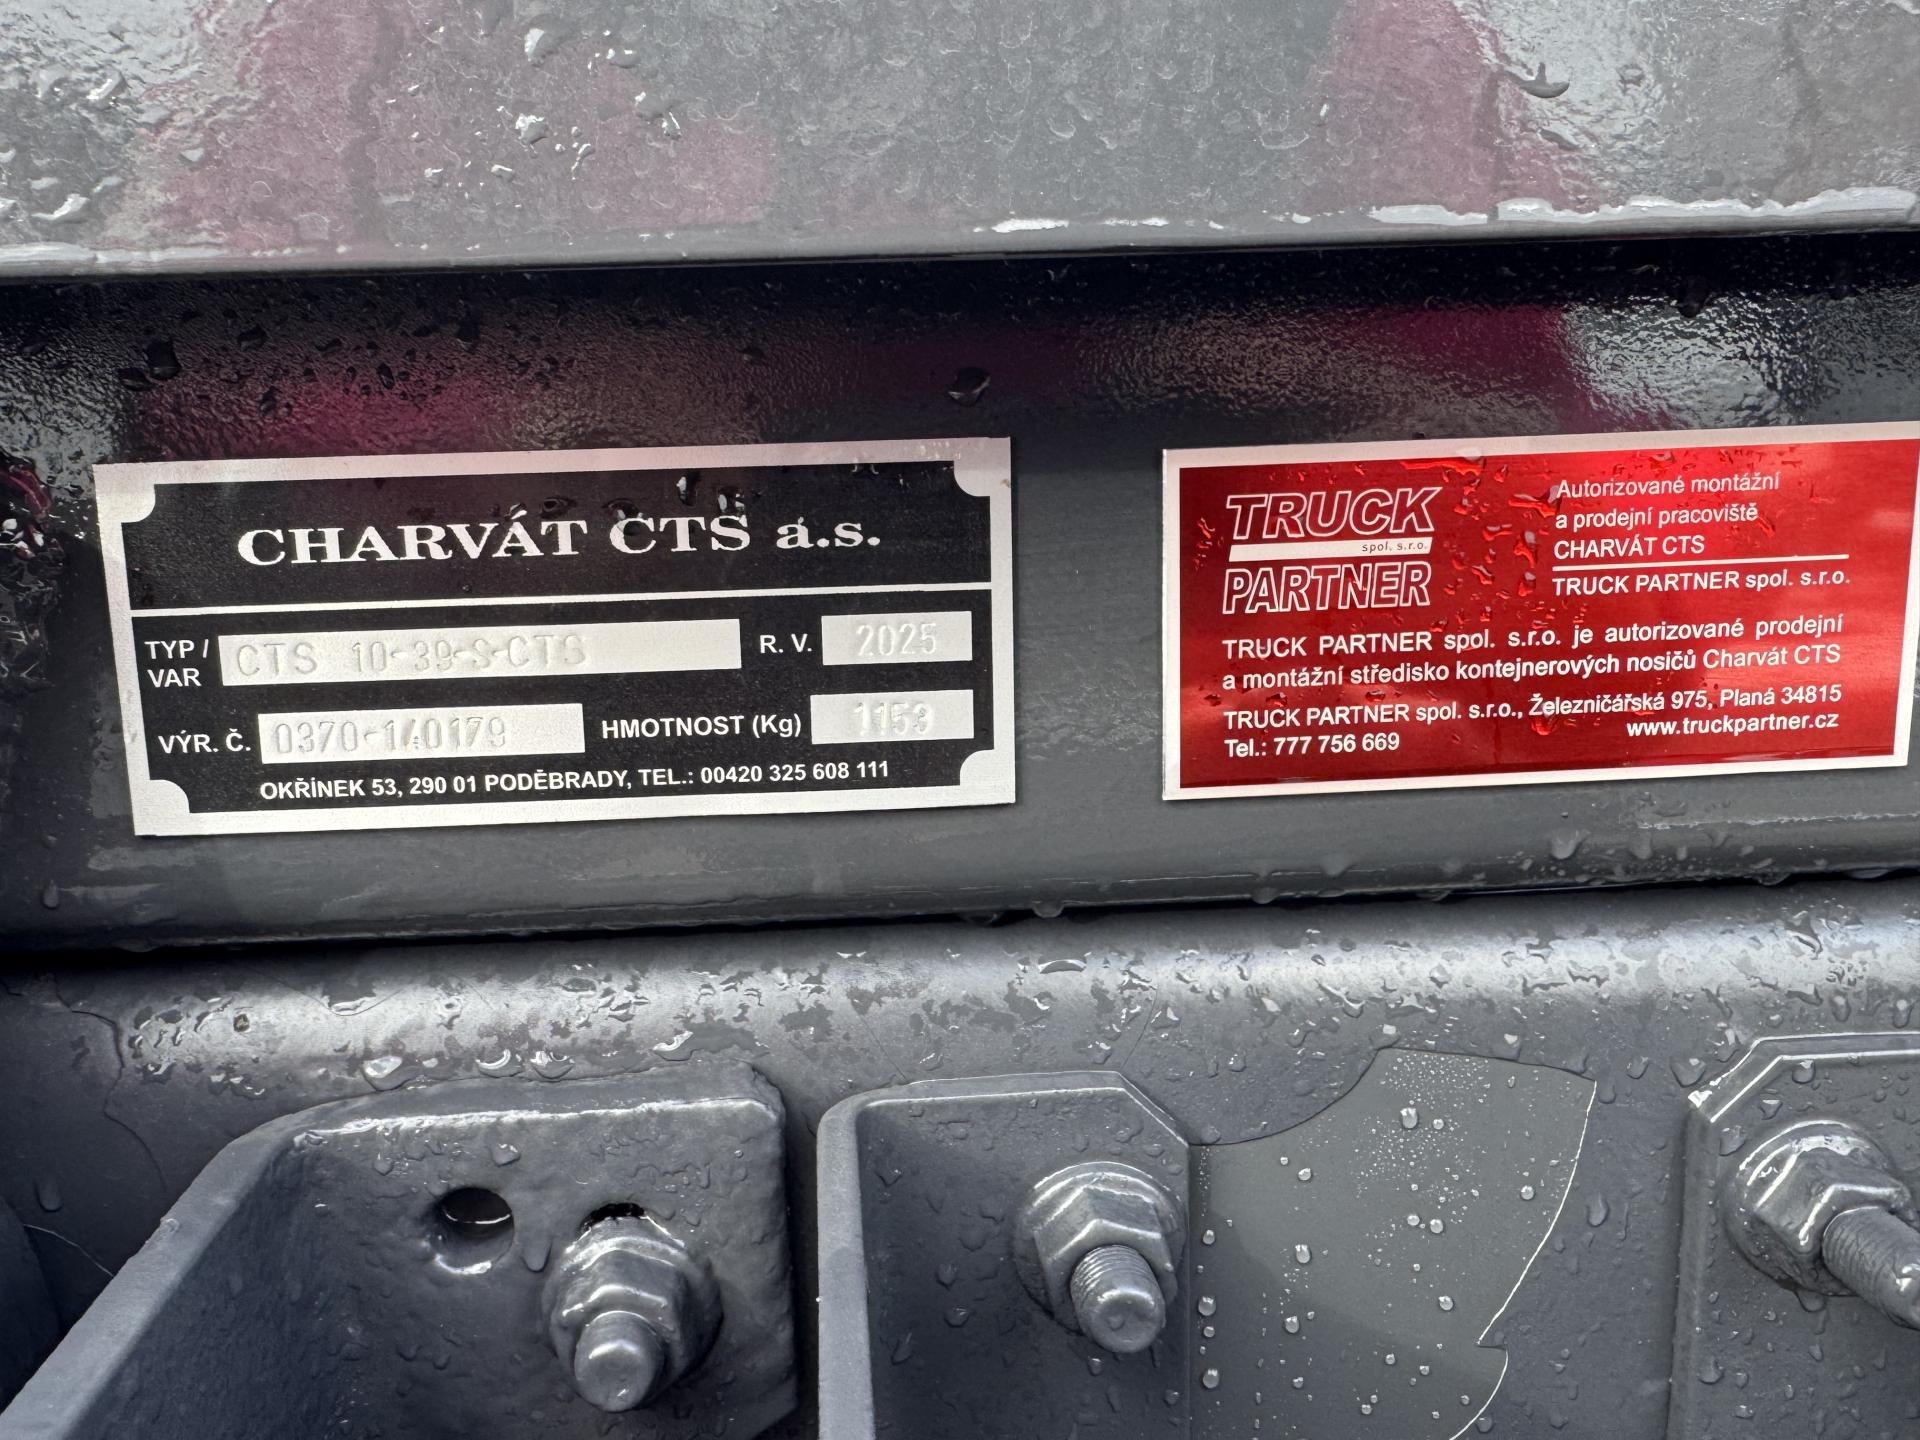 CHARVÁT CTS a.s.
TYP / VAR CTS 10-39-S-CTS R. V. 2025
VÝR. Č. 0370-1/0179 HMOTNOST (Kg) 1153
OKŘÍNEK 53, 290 01 PODĚBRADY, TEL.: 00420 325 608 111
TRUCK
spol. s.r.o.
PARTNER
Autorizované montážní
a prodejní pracoviště
CHARVÁT CTS
TRUCK PARTNER spol. s.r.o.
TRUCK PARTNER spol. s.r.o. je autorizované prodejní
a montážní středisko kontejnerových nosičů Charvát CTS
TRUCK PARTNER spol. s.r.o., Železničářská 975, Planá 34815
www.truckpartner.cz
Tel.: 777 756 669